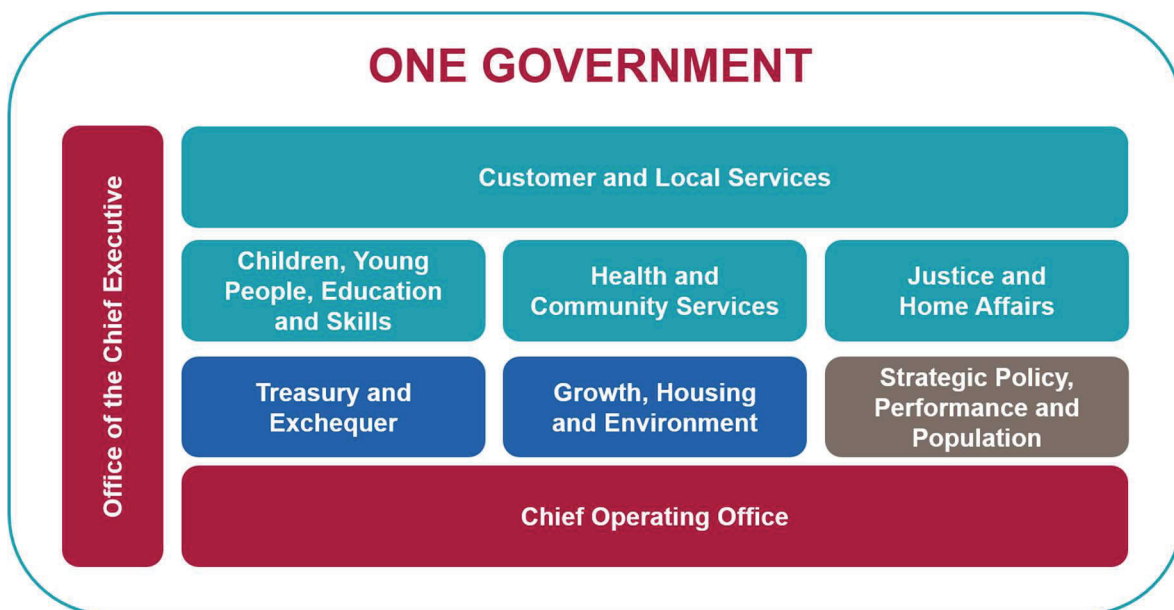 ONE GOVERNMENT
Office of the Chief Executive
Customer and Local Services
Children, Young
People, Education
and Skills
Health and
Community Services
Justice and
Home Affairs
Treasury and
Exchequer
Growth, Housing
and Environment
Strategic Policy,
Performance and
Population
Chief Operating Office